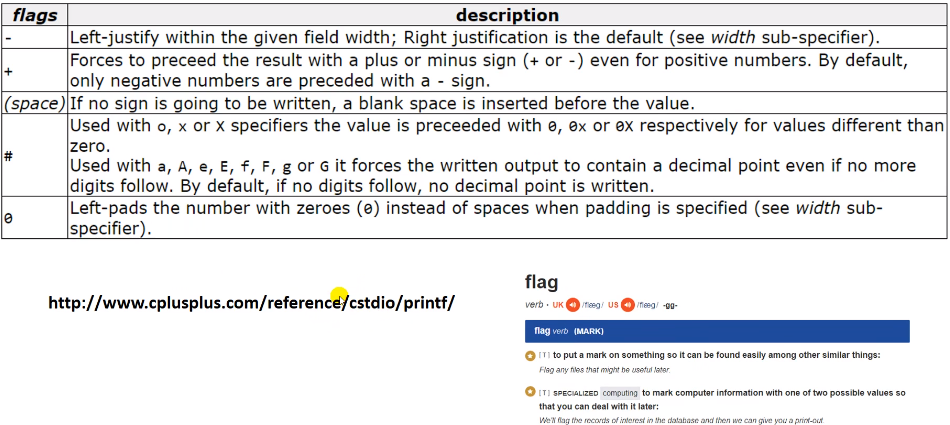 flags description
- Left-justify within the given field width; Right justification is the default (see width sub-specifier).
+ Forces to preceed the result with a plus or minus sign (+ or -) even for positive numbers. By default,
only negative numbers are preceded with a - sign.
(space) If no sign is going to be written, a blank space is inserted before the value.
# Used with o, x or X specifiers the value is preceeded with 0, 0x or 0X respectively for values different than
zero.
Used with a, A, e, E, f, F, g or G it forces the written output to contain a decimal point even if no more
digits follow. By default, if no digits follow, no decimal point is written.
0 Left-pads the number with zeroes (0) instead of spaces when padding is specified (see width sub-
specifier).
http://www.cplusplus.com/reference/cstdio/printf/
flag
verb • UK /flæg/ US /flæg/ -gg-
flag verb (MARK)
[T] to put a mark on something so it can be found easily among other similar things:
Flag any files that might be useful later.
[T] SPECIALIZED computing to mark computer information with one of two possible values so
that you can deal with it later:
We'll flag the records of interest in the database and then we can give you a print-out.